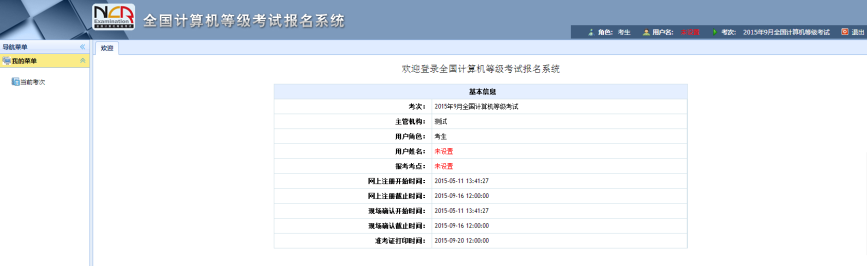 NCR
Examination
全国计算机等级考试报名系统
角色: 考生 用户名: 考次: 2015年9月全国计算机等级考试 退出
导航菜单
欢迎
我的菜单
当前考次
欢迎登录全国计算机等级考试报名系统
基本信息
考次: 2015年9月全国计算机等级考试
主管机构: 测试
用户角色: 考生
用户姓名: 未设置
报考考点: 未设置
网上注册开始时间: 2015-05-11 13:41:27
网上注册截止时间: 2015-09-16 12:00:00
现场确认开始时间: 2015-05-11 13:41:27
现场确认截止时间: 2015-09-16 12:00:00
准考证打印时间: 2015-09-20 12:00:00